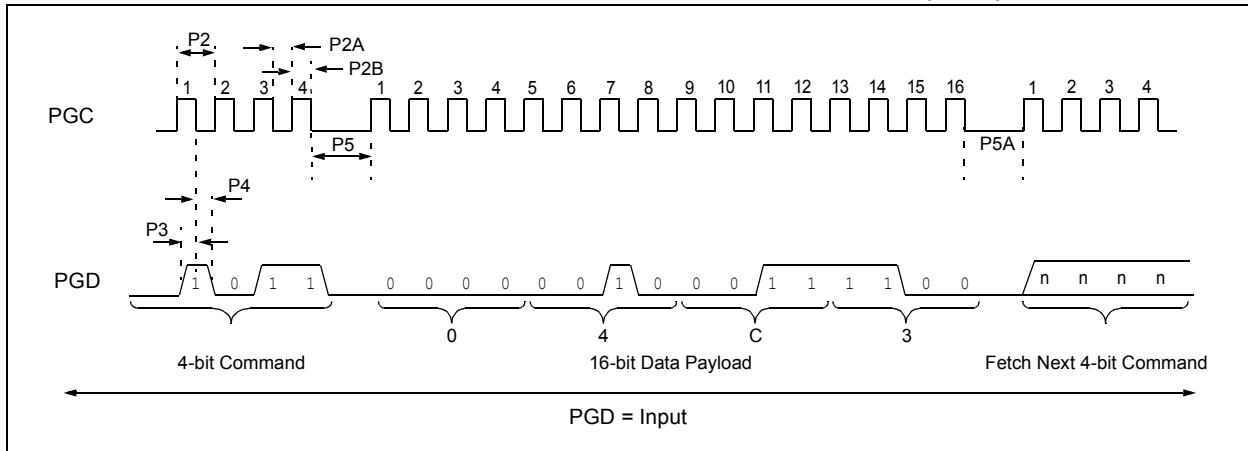 P2
P2A
P2B
1 2 3 4 1 2 3 4 5 6 7 8 9 10 11 12 13 14 15 16 1 2 3 4
PGC
P5 P5A
P4
P3
PGD 1 0 1 1 0 0 0 0 0 0 1 0 0 0 1 1 1 1 0 0 n n n n
0 4 C 3
4-bit Command 16-bit Data Payload Fetch Next 4-bit Command
PGD = Input